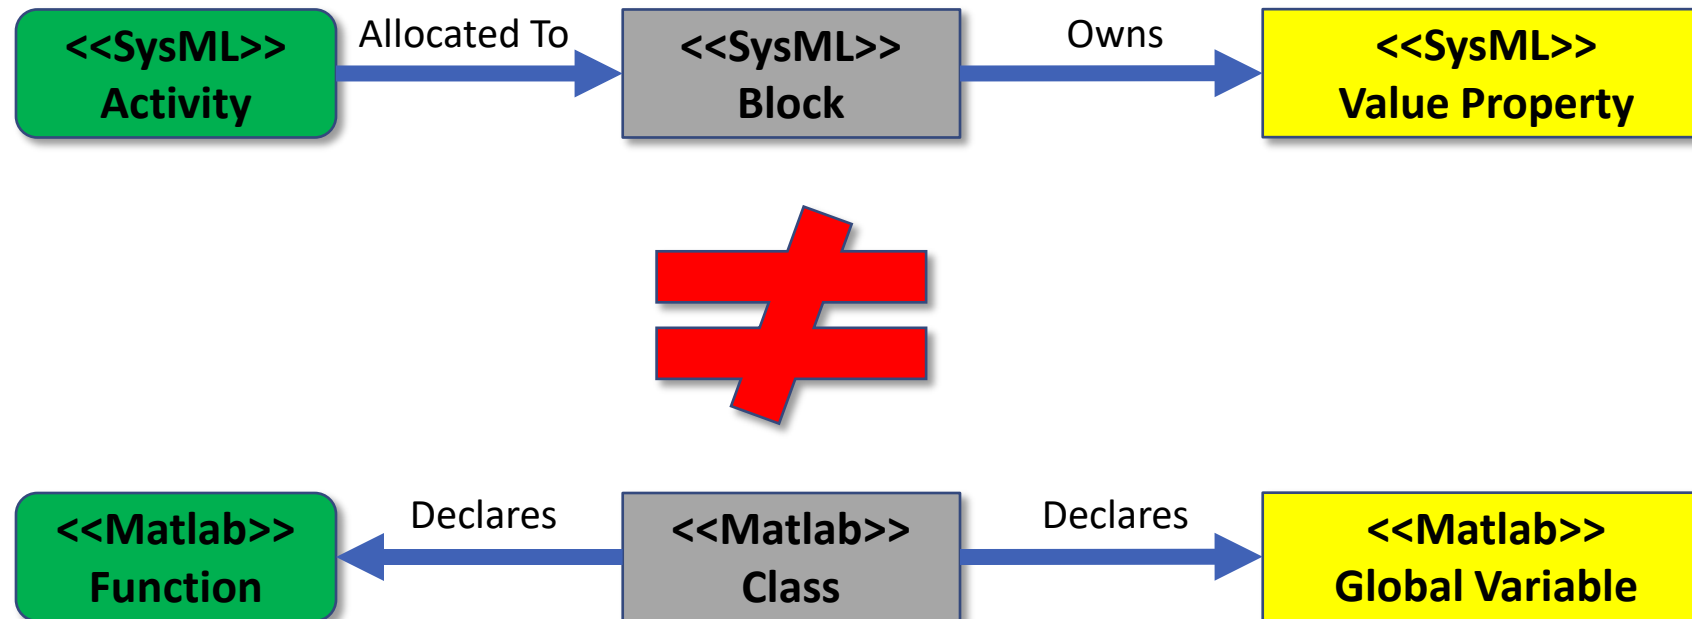 <<SysML>>
Activity
Allocated To
<<SysML>>
Block
Owns
<<SysML>>
Value Property
<<Matlab>>
Function
Declares
<<Matlab>>
Class
Declares
<<Matlab>>
Global Variable